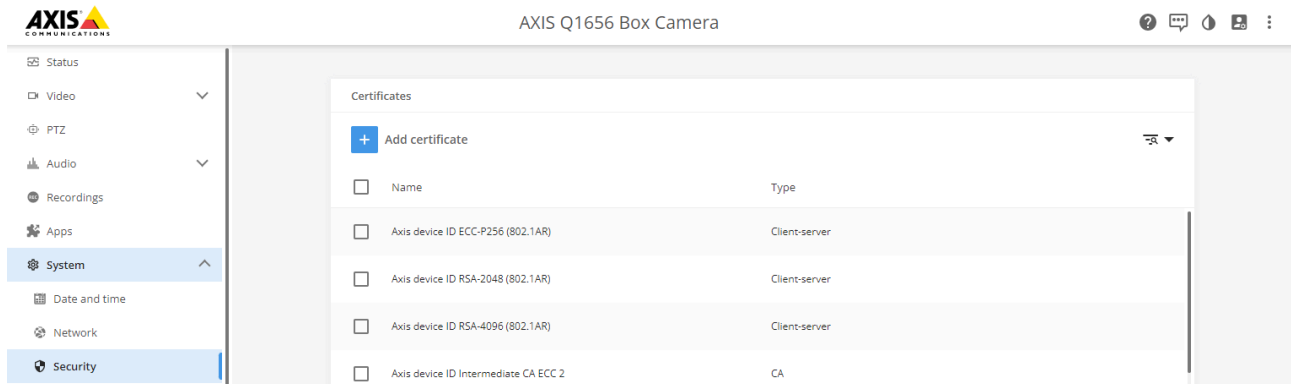 AXIS
COMMUNICATIONS
AXIS Q1656 Box Camera
Status
Video
PTZ
Audio
Recordings
Apps
System
Date and time
Network
Security
Certificates
Add certificate
Name Type
Axis device ID ECC-P256 (802.1AR) Client-server
Axis device ID RSA-2048 (802.1AR) Client-server
Axis device ID RSA-4096 (802.1AR) Client-server
Axis device ID Intermediate CA ECC 2 CA